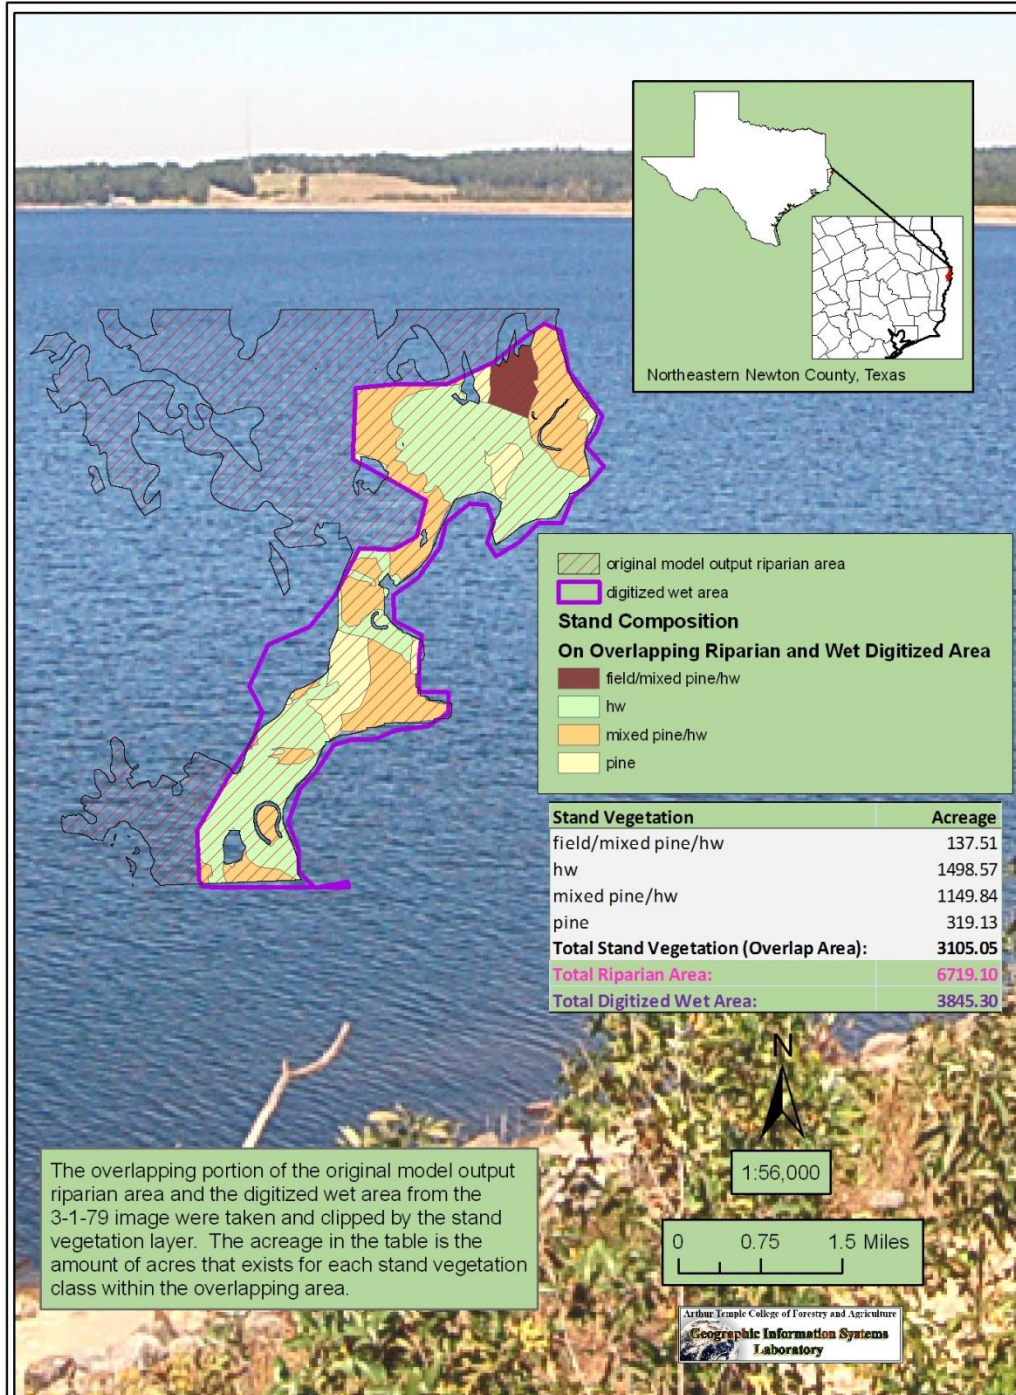 Northeastern Newton County, Texas
original model output riparian area
digitized wet area
Stand Composition
On Overlapping Riparian and Wet Digitized Area
field/mixed pine/hw
hw
mixed pine/hw
pine
Stand Vegetation Acreage
field/mixed pine/hw 137.51
hw 1498.57
mixed pine/hw 1149.84
pine 319.13
Total Stand Vegetation (Overlap Area): 3105.05
Total Riparian Area: 6719.10
Total Digitized Wet Area: 3845.30
N
1:56,000
0 0.75 1.5 Miles
The overlapping portion of the original model output
riparian area and the digitized wet area from the
3-1-79 image were taken and clipped by the stand
vegetation layer.  The acreage in the table is the
amount of acres that exists for each stand vegetation
class within the overlapping area.
Arthur Temple College of Forestry and Agriculture
Geographic Information Systems
Laboratory